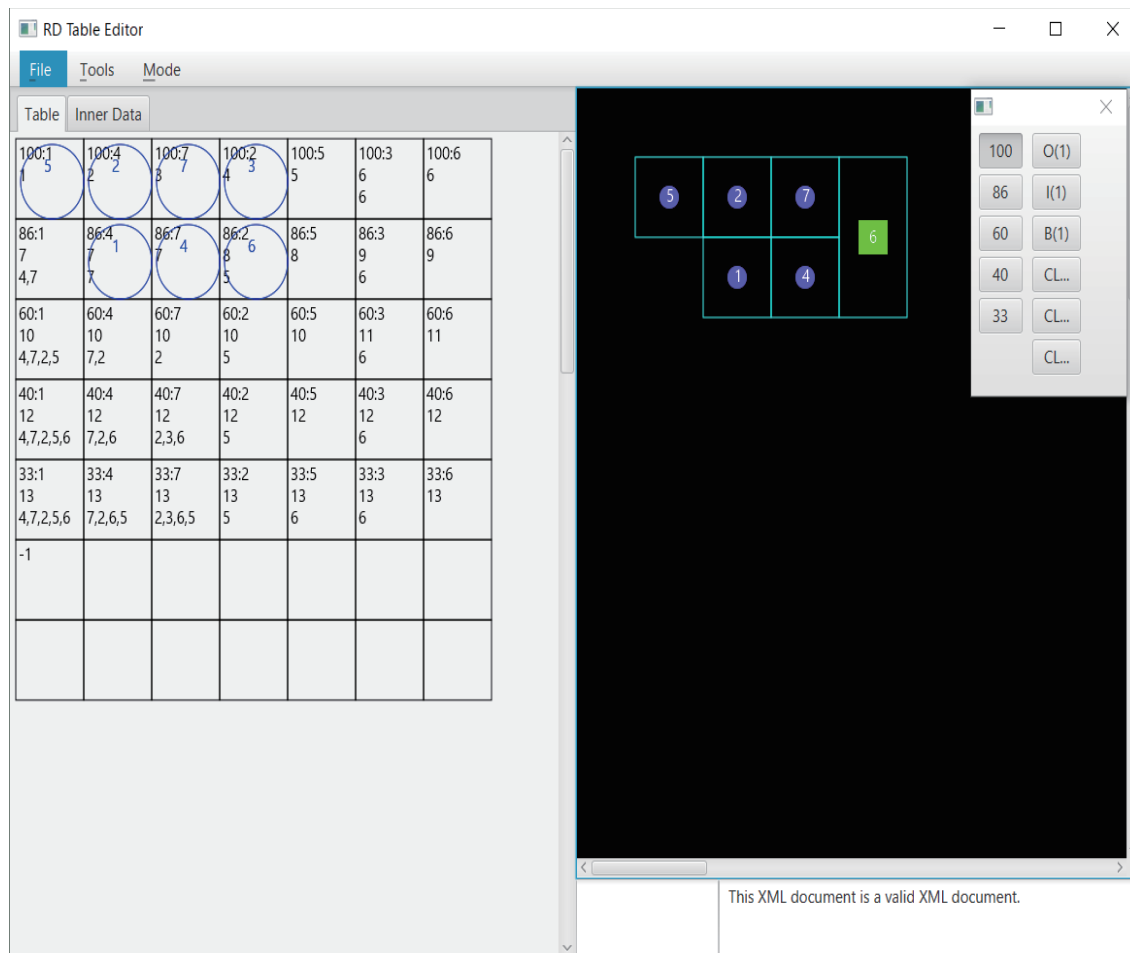 RD Table Editor
File Tools Mode
Table Inner Data
100:1 100:4 100:7 100:2 100:5 100:3 100:6
5 2 7 3
1 2 3 4 5 6 6
6
86:1 86:4 86:7 86:2 86:5 86:3 86:6
1 4 6
7 7 7 8 8 9 9
4,7 7 5 6
60:1 60:4 60:7 60:2 60:5 60:3 60:6
10 10 10 10 10 11 11
4,7,2,5 7,2 2 5 6
40:1 40:4 40:7 40:2 40:5 40:3 40:6
12 12 12 12 12 12 12
4,7,2,5,6 7,2,6 2,3,6 5 6
33:1 33:4 33:7 33:2 33:5 33:3 33:6
13 13 13 13 13 13 13
4,7,2,5,6 7,2,6,5 2,3,6,5 5 6 6
-1
5 2 7
6
1 4
100 O(1)
86 I(1)
60 B(1)
40 CL...
33 CL...
CL...
This XML document is a valid XML document.